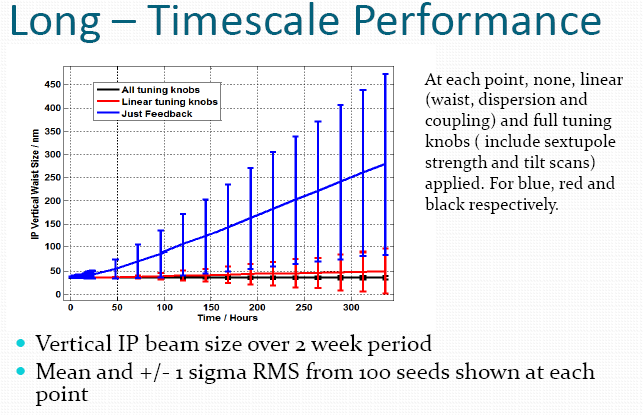 Long – Timescale Performance
450
400
350
300
250
200
150
100
50
0
IP Vertical Waist Size / nm
All tuning knobs
Linear tuning knobs
Just Feedback
0 50 100 150 200 250 300
Time / Hours
At each point, none, linear
(waist, dispersion and
coupling) and full tuning
knobs ( include sextupole
strength and tilt scans)
applied. For blue, red and
black respectively.
• Vertical IP beam size over 2 week period
• Mean and +/- 1 sigma RMS from 100 seeds shown at each
point